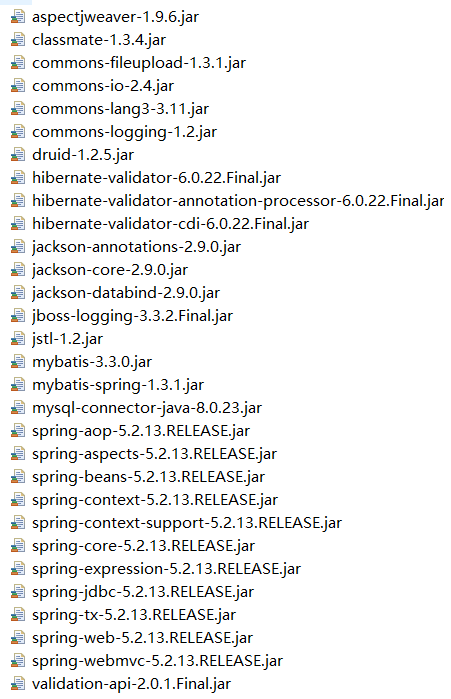 aspectjweaver-1.9.6.jar
classmate-1.3.4.jar
commons-fileupload-1.3.1.jar
commons-io-2.4.jar
commons-lang3-3.11.jar
commons-logging-1.2.jar
druid-1.2.5.jar
hibernate-validator-6.0.22.Final.jar
hibernate-validator-annotation-processor-6.0.22.Final.jar
hibernate-validator-cdi-6.0.22.Final.jar
jackson-annotations-2.9.0.jar
jackson-core-2.9.0.jar
jackson-databind-2.9.0.jar
jboss-logging-3.3.2.Final.jar
jstl-1.2.jar
mybatis-3.3.0.jar
mybatis-spring-1.3.1.jar
mysql-connector-java-8.0.23.jar
spring-aop-5.2.13.RELEASE.jar
spring-aspects-5.2.13.RELEASE.jar
spring-beans-5.2.13.RELEASE.jar
spring-context-5.2.13.RELEASE.jar
spring-context-support-5.2.13.RELEASE.jar
spring-core-5.2.13.RELEASE.jar
spring-expression-5.2.13.RELEASE.jar
spring-jdbc-5.2.13.RELEASE.jar
spring-tx-5.2.13.RELEASE.jar
spring-web-5.2.13.RELEASE.jar
spring-webmvc-5.2.13.RELEASE.jar
validation-api-2.0.1.Final.jar